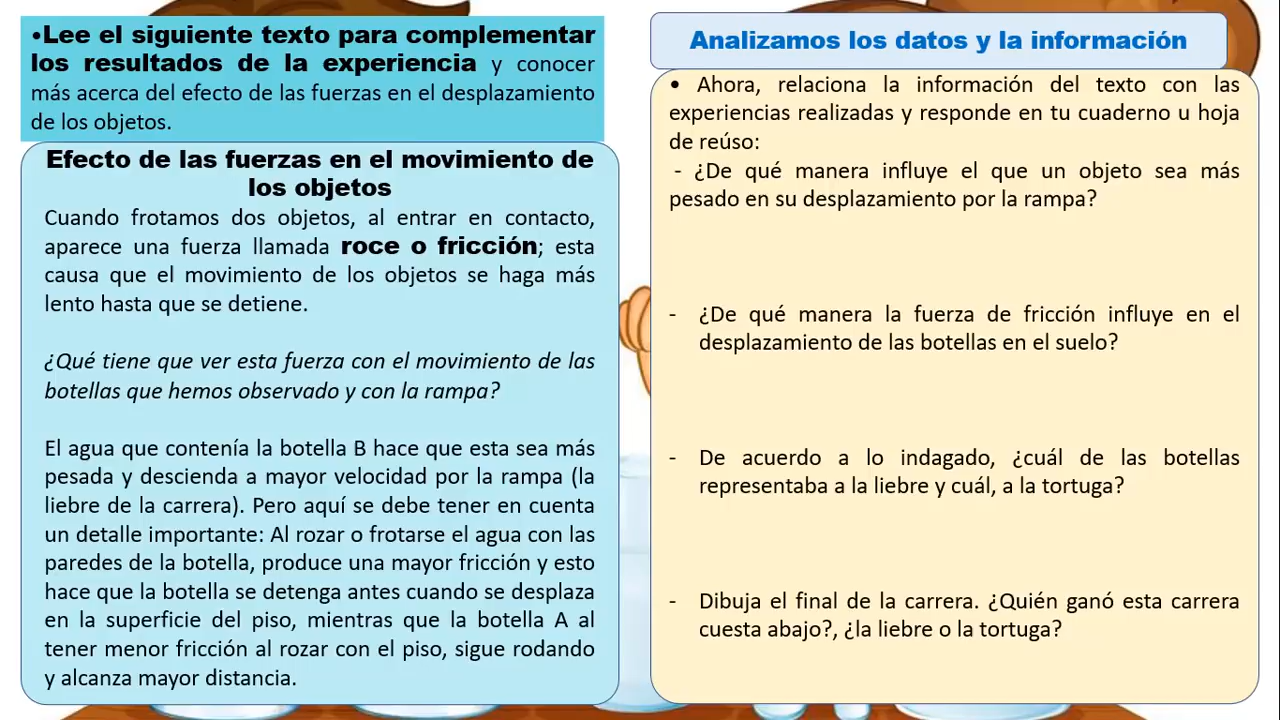 •Lee el siguiente texto para complementar
los resultados de la experiencia y conocer
más acerca del efecto de las fuerzas en el desplazamiento
de los objetos.
Efecto de las fuerzas en el movimiento de
los objetos
Cuando frotamos dos objetos, al entrar en contacto,
aparece una fuerza llamada roce o fricción; esta
causa que el movimiento de los objetos se haga más
lento hasta que se detiene.
¿Qué tiene que ver esta fuerza con el movimiento de las
botellas que hemos observado y con la rampa?
El agua que contenía la botella B hace que esta sea más
pesada y descienda a mayor velocidad por la rampa (la
liebre de la carrera). Pero aquí se debe tener en cuenta
un detalle importante: Al rozar o frotarse el agua con las
paredes de la botella, produce una mayor fricción y esto
hace que la botella se detenga antes cuando se desplaza
en la superficie del piso, mientras que la botella A al
tener menor fricción al rozar con el piso, sigue rodando
y alcanza mayor distancia.
Analizamos los datos y la información
• Ahora, relaciona la información del texto con las
experiencias realizadas y responde en tu cuaderno u hoja
de reúso:
- ¿De qué manera influye el que un objeto sea más
pesado en su desplazamiento por la rampa?
- ¿De qué manera la fuerza de fricción influye en el
desplazamiento de las botellas en el suelo?
- De acuerdo a lo indagado, ¿cuál de las botellas
representaba a la liebre y cuál, a la tortuga?
- Dibuja el final de la carrera. ¿Quién ganó esta carrera
cuesta abajo?, ¿la liebre o la tortuga?